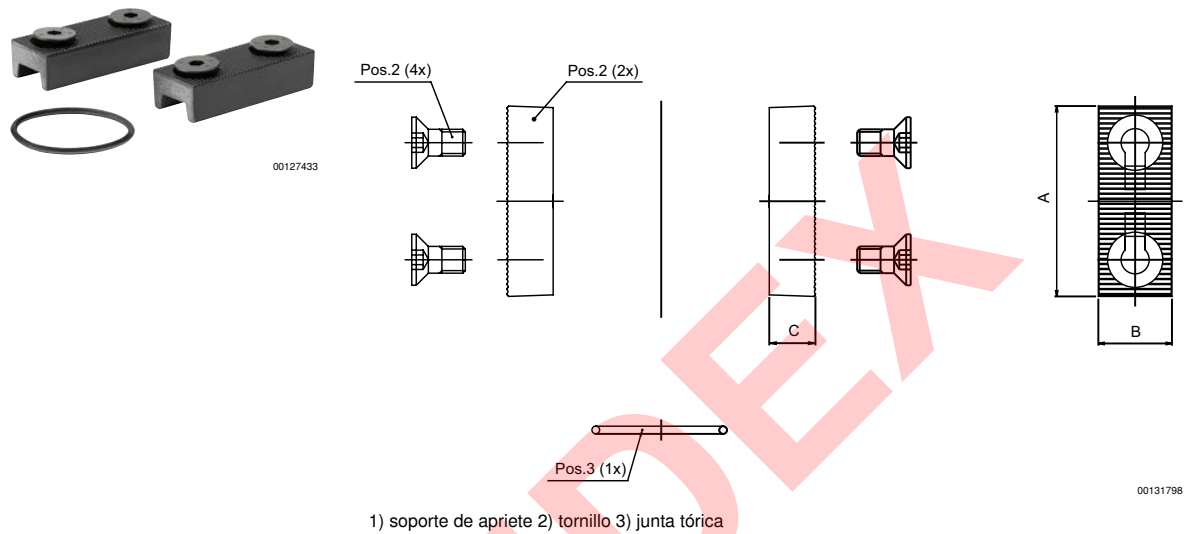 00127433
Pos.2 (4x)
Pos.2 (2x)
A
C
B
Pos.3 (1x)
00131798
1) soporte de apriete 2) tornillo 3) junta tórica
DEX